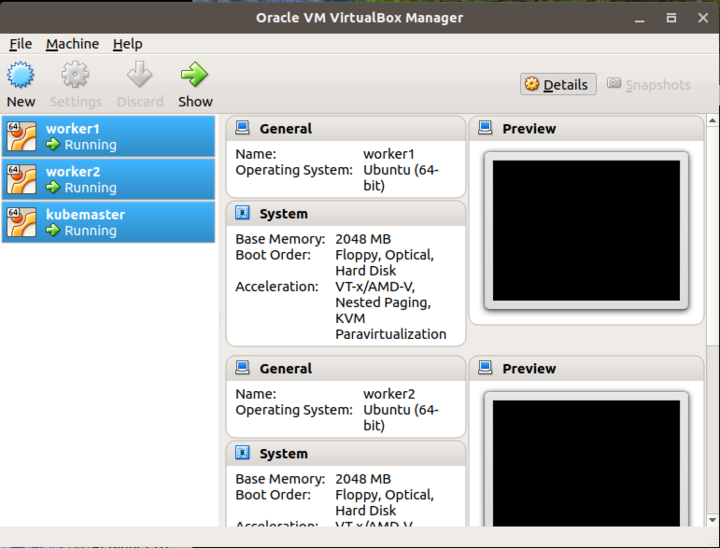 Oracle VM VirtualBox Manager
File Machine Help
New Settings Discard Show
Details Snapshots
64 worker1
Running
64 worker2
Running
64 kubemaster
Running
General
Name: worker1
Operating System: Ubuntu (64-
bit)
System
Base Memory: 2048 MB
Boot Order: Floppy, Optical,
Hard Disk
Acceleration: VT-x/AMD-V,
Nested Paging,
KVM
Paravirtualization
Preview
General
Name: worker2
Operating System: Ubuntu (64-
bit)
System
Base Memory: 2048 MB
Boot Order: Floppy, Optical,
Hard Disk
Acceleration: VT-x/AMD-V
Preview